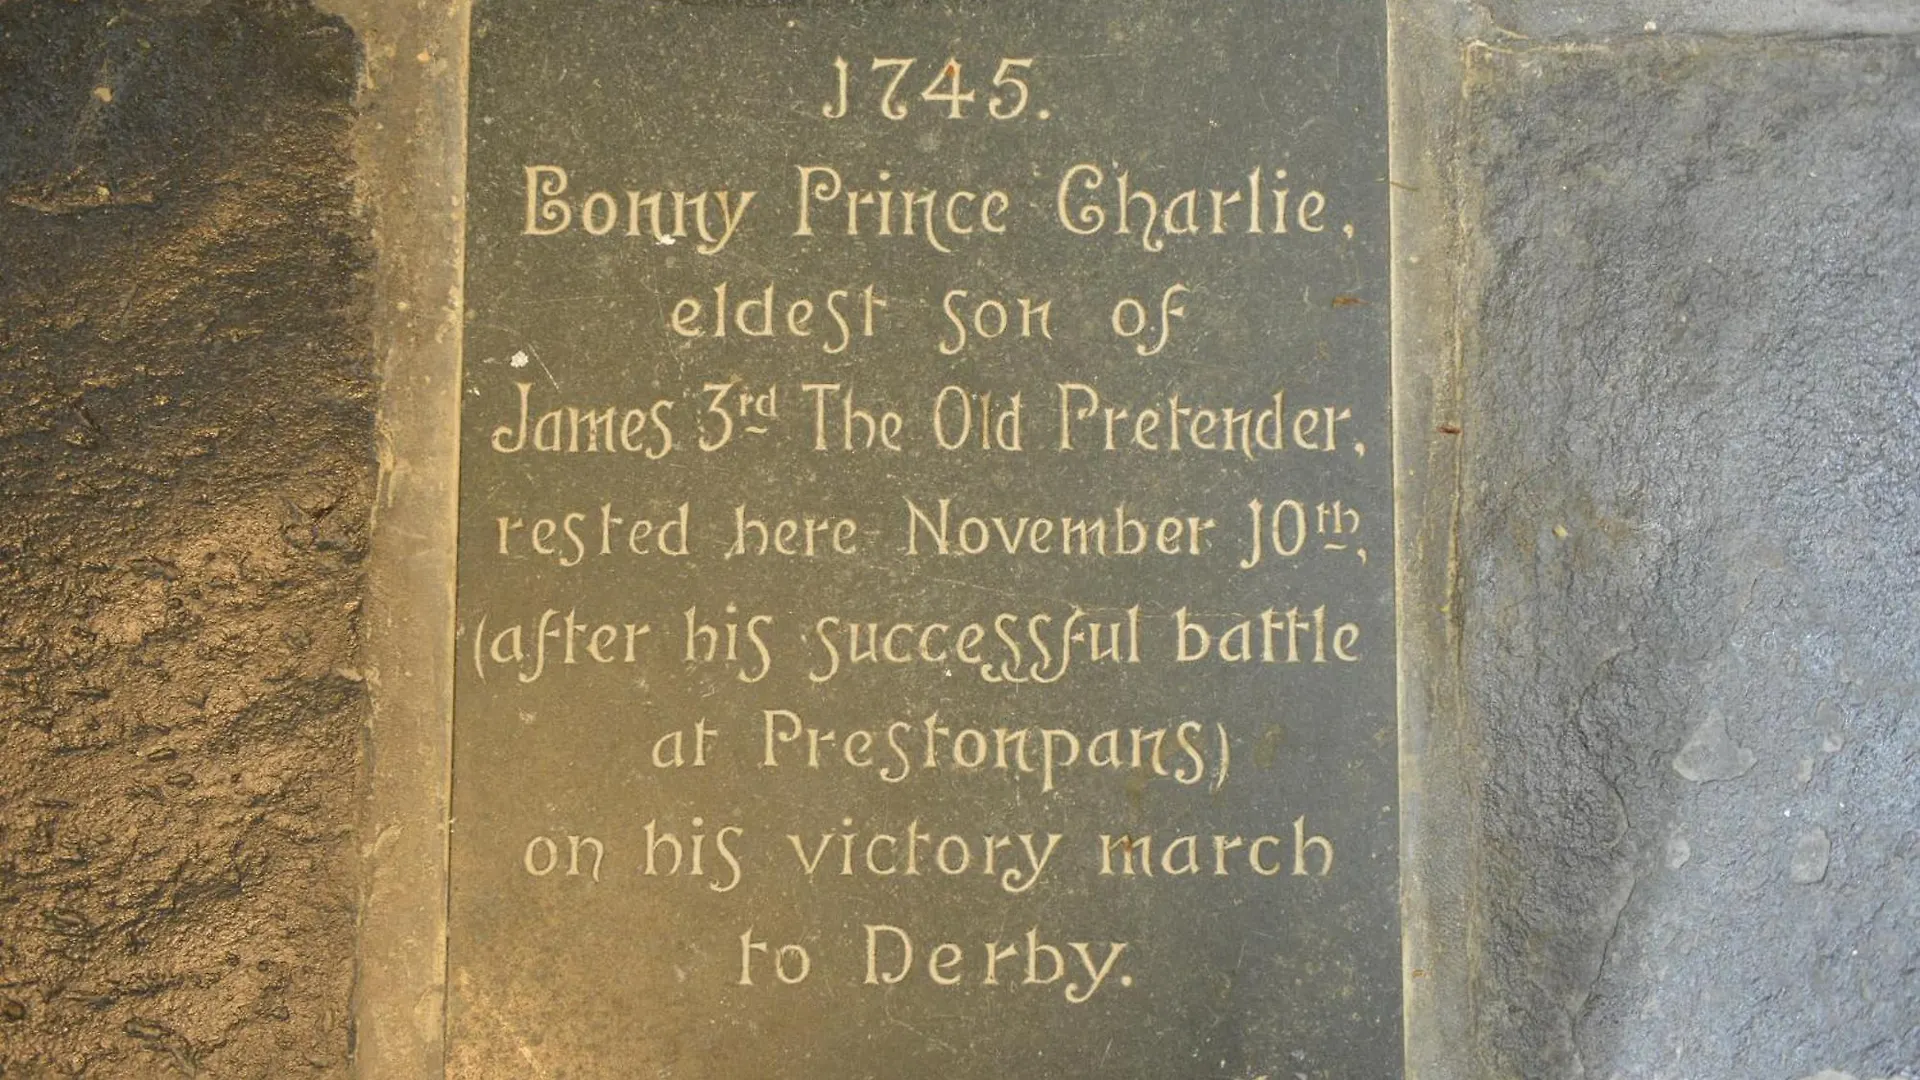 1745.
Bonny Prince Charlie,
eldest son of
James 3rd The Old Pretender,
rested here November 10th,
(after his successful battle
at Prestonpans)
on his victory march
to Derby.